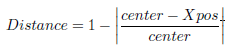 Distance = 1 - |center - Xpos / center|